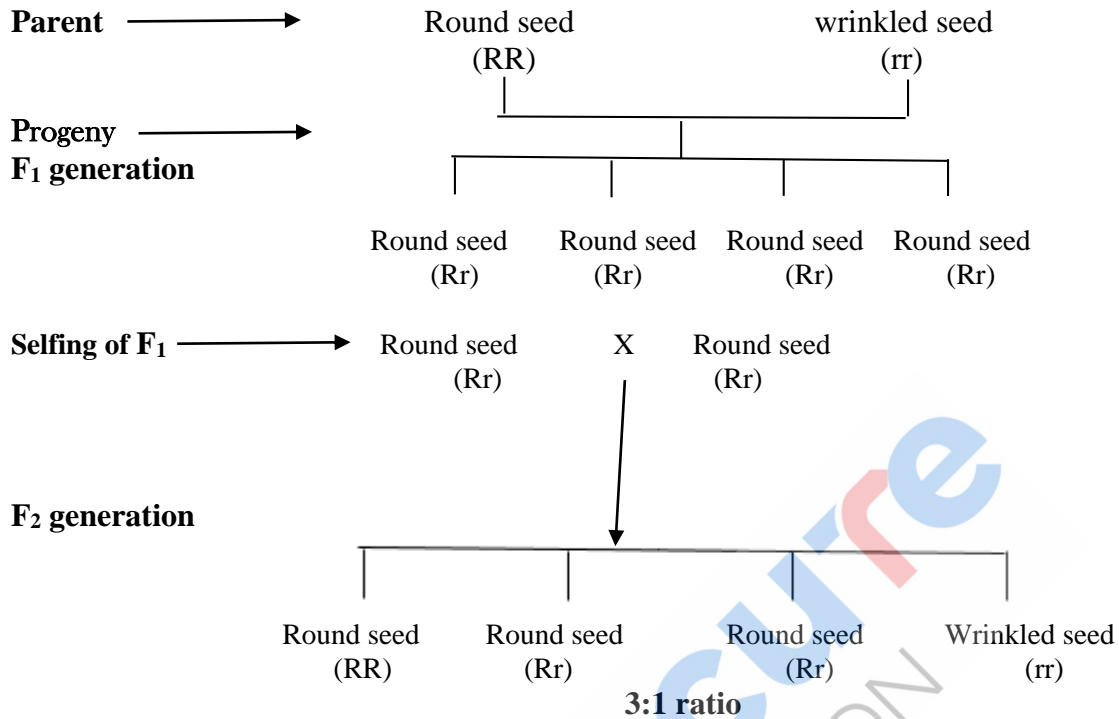 Parent Round seed wrinkled seed
(RR) (rr)
Progeny
F₁ generation
Round seed Round seed Round seed Round seed
(Rr) (Rr) (Rr) (Rr)
Selfing of F₁ Round seed X Round seed
(Rr) (Rr)
F₂ generation
Round seed Round seed Round seed Wrinkled seed
(RR) (Rr) (Rr) (rr)
3:1 ratio
cure
ON